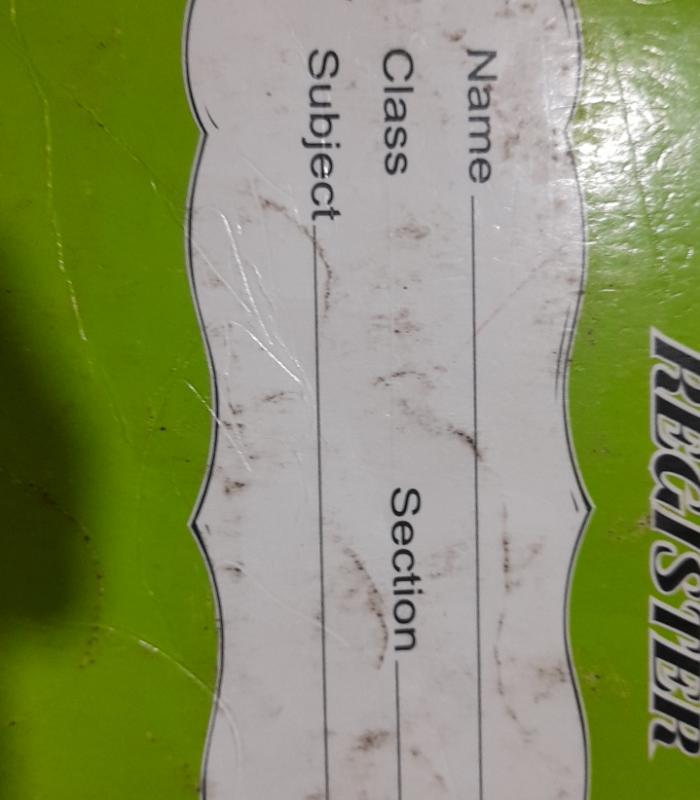 REGISTER
Name
Class Section
Subject